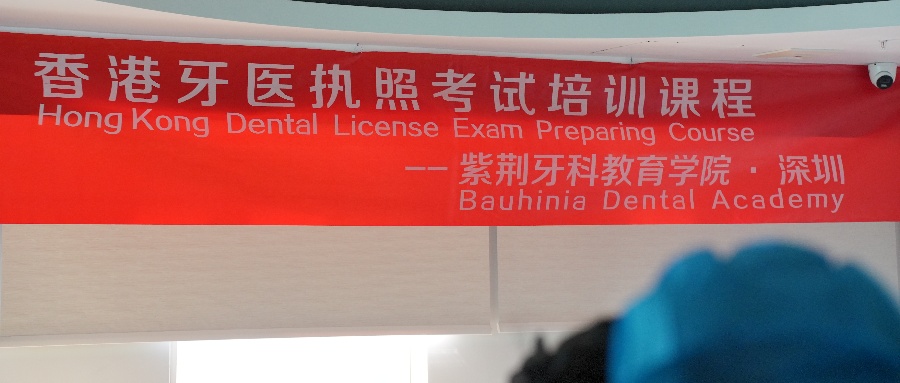 香港牙医执照考试培训课程
Hong Kong Dental License Exam Preparing Course
-- 紫荆牙科教育学院 · 深圳
Bauhinia Dental Academy